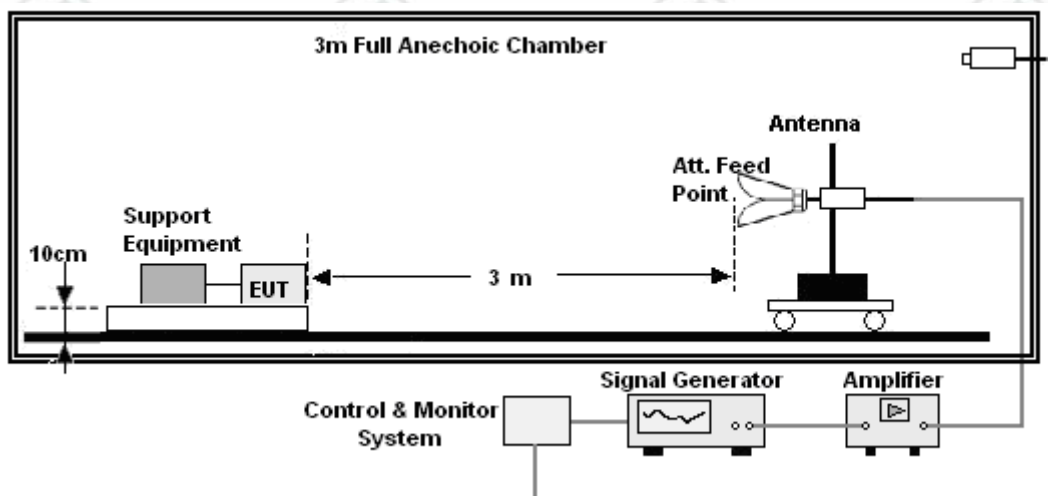 3m Full Anechoic Chamber
Antenna
Att. Feed
Point
Support
Equipment
10cm
EUT
3 m
Signal Generator
Amplifier
Control & Monitor
System